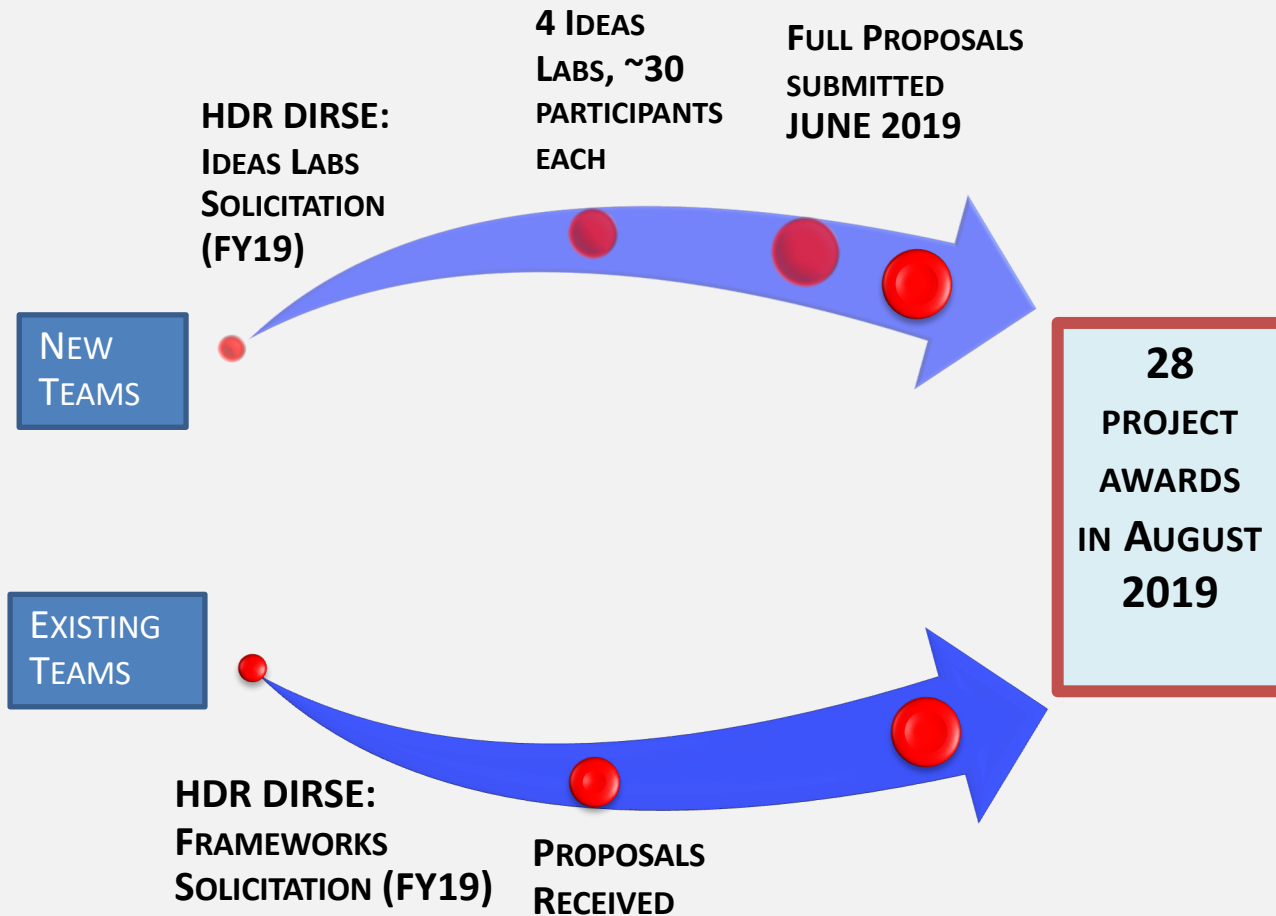 4 IDEAS
LABS, ~30
PARTICIPANTS
EACH
FULL PROPOSALS
SUBMITTED
JUNE 2019
HDR DIRSE:
IDEAS LABS
SOLICITATION
(FY19)
NEW
TEAMS
28
PROJECT
AWARDS
IN AUGUST
2019
EXISTING
TEAMS
HDR DIRSE:
FRAMEWORKS
SOLICITATION (FY19)
PROPOSALS
RECEIVED